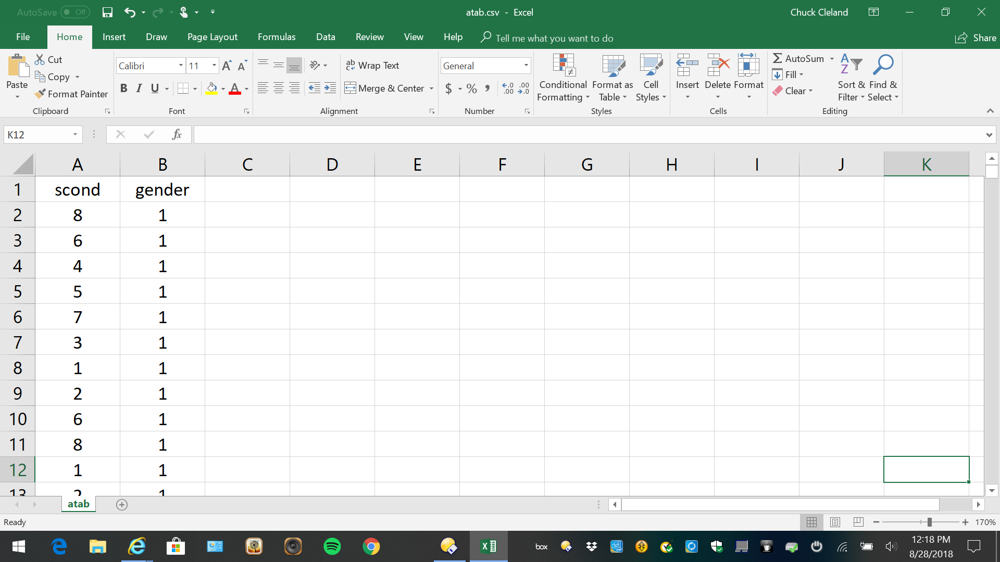 AutoSave Off
atab.csv - Excel
Chuck Cleland
File Home Insert Draw Page Layout Formulas Data Review View Help Tell me what you want to do Share
Paste
Cut
Copy
Format Painter
Clipboard
Calibri 11
B I U
Font
ab Wrap Text
Merge & Center
Alignment
General
$ % ,
Number
Conditional Formatting
Format as Table
Cell Styles
Styles
Insert Delete Format
Cells
Σ AutoSum
Fill
Clear
Sort & Filter
Find & Select
Editing
K12
fx
A B C D E F G H I J K
1 scond gender
2 8 1
3 6 1
4 4 1
5 5 1
6 7 1
7 3 1
8 1 1
9 2 1
10 6 1
11 8 1
12 1 1
13 2 1
atab
Ready
170%
box
12:18 PM
8/28/2018